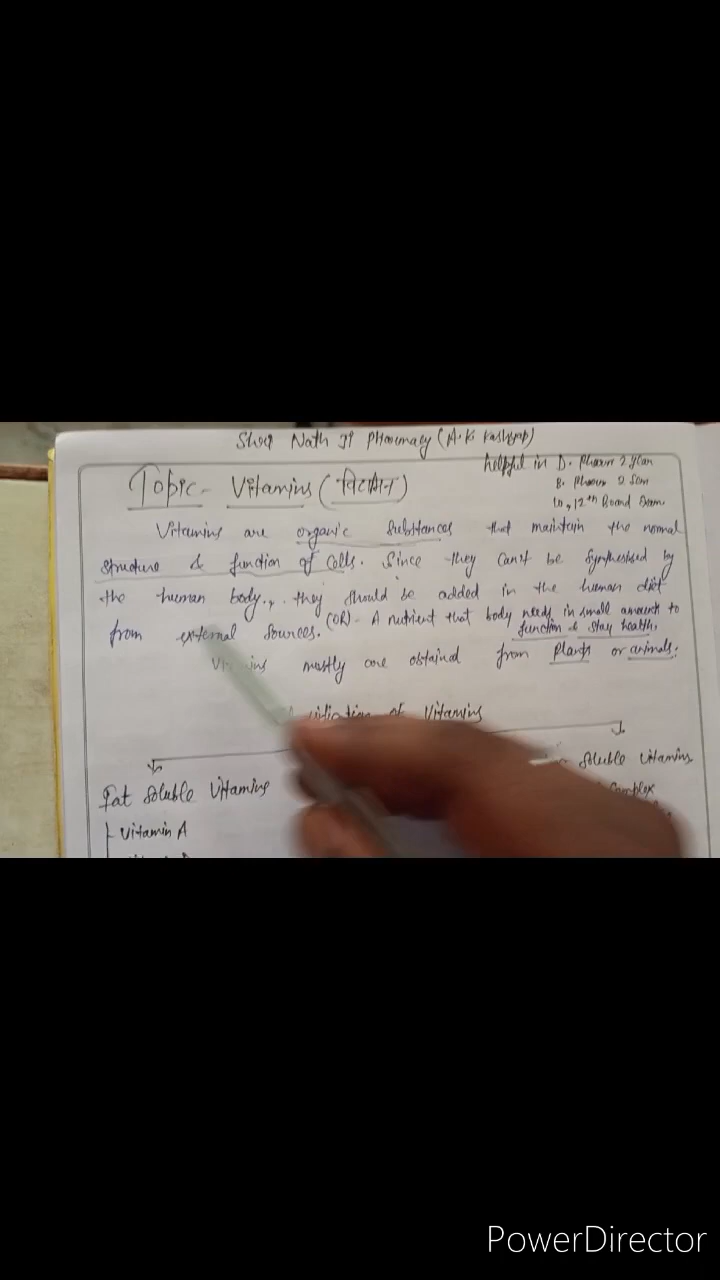 Shree Nath Ji Pharmacy (A.K Kashyap)
helpful in D. Pharm 2 year
B. Pharm 2 Sem
10, 12th Board Exam.
Topic - Vitamins (विटामिन)
Vitamins are organic substances that maintain the normal
structure & function of cells. Since they can't be synthesised by
the human body, they should be added in the human diet
from external sources. (OR) - A nutrient that body needs in small amount to
function & stay health.
mostly are obtained from plants or animals.
of Vitamins
Fat soluble vitamins
soluble vitamins
complex
Vitamin A
PowerDirector